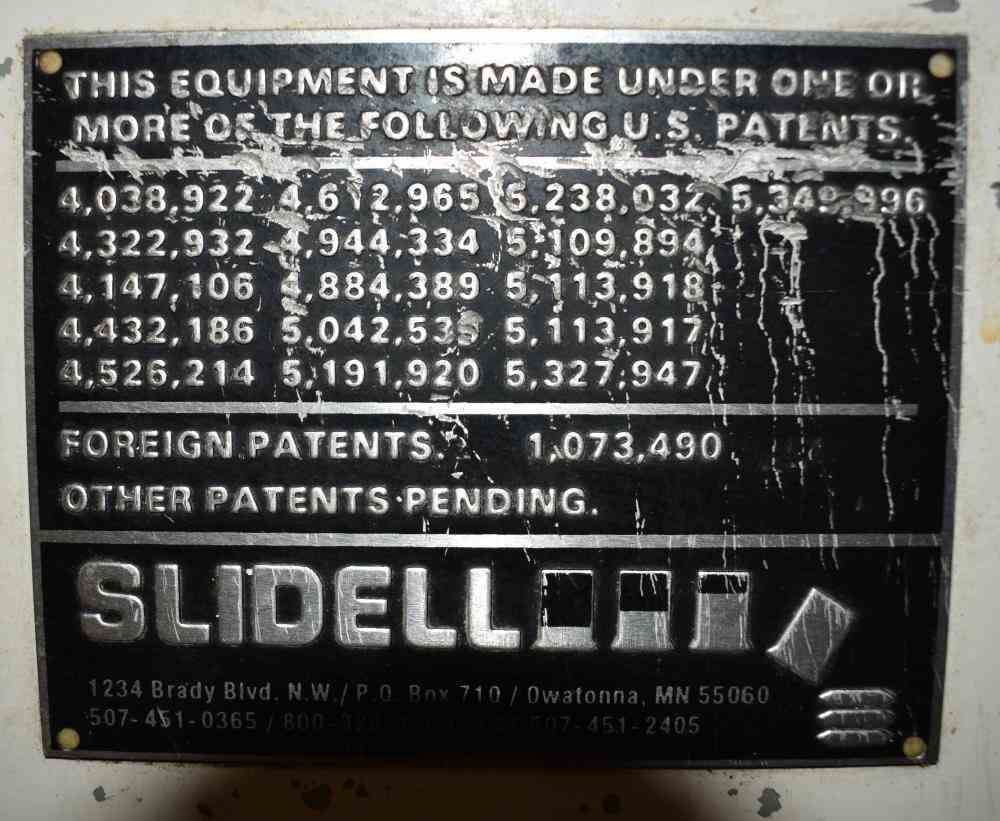 THIS EQUIPMENT IS MADE UNDER ONE OR
MORE OF THE FOLLOWING U.S. PATENTS.
4,038,922 4,612,965 5,238,032
4,322,932 4,944,334 5,109,894
4,147,106 4,884,389 5,113,918
4,432,186 5,113,917
4,526,214 5,191,920 5,327,947
FOREIGN PATENTS. 1,073,490
OTHER PATENTS PENDING.
SLIDELL
1234 Brady Blvd. N.W. / P.O. Box 710 / Owatonna, MN 55060
507-451-0365 / 507-451-2405